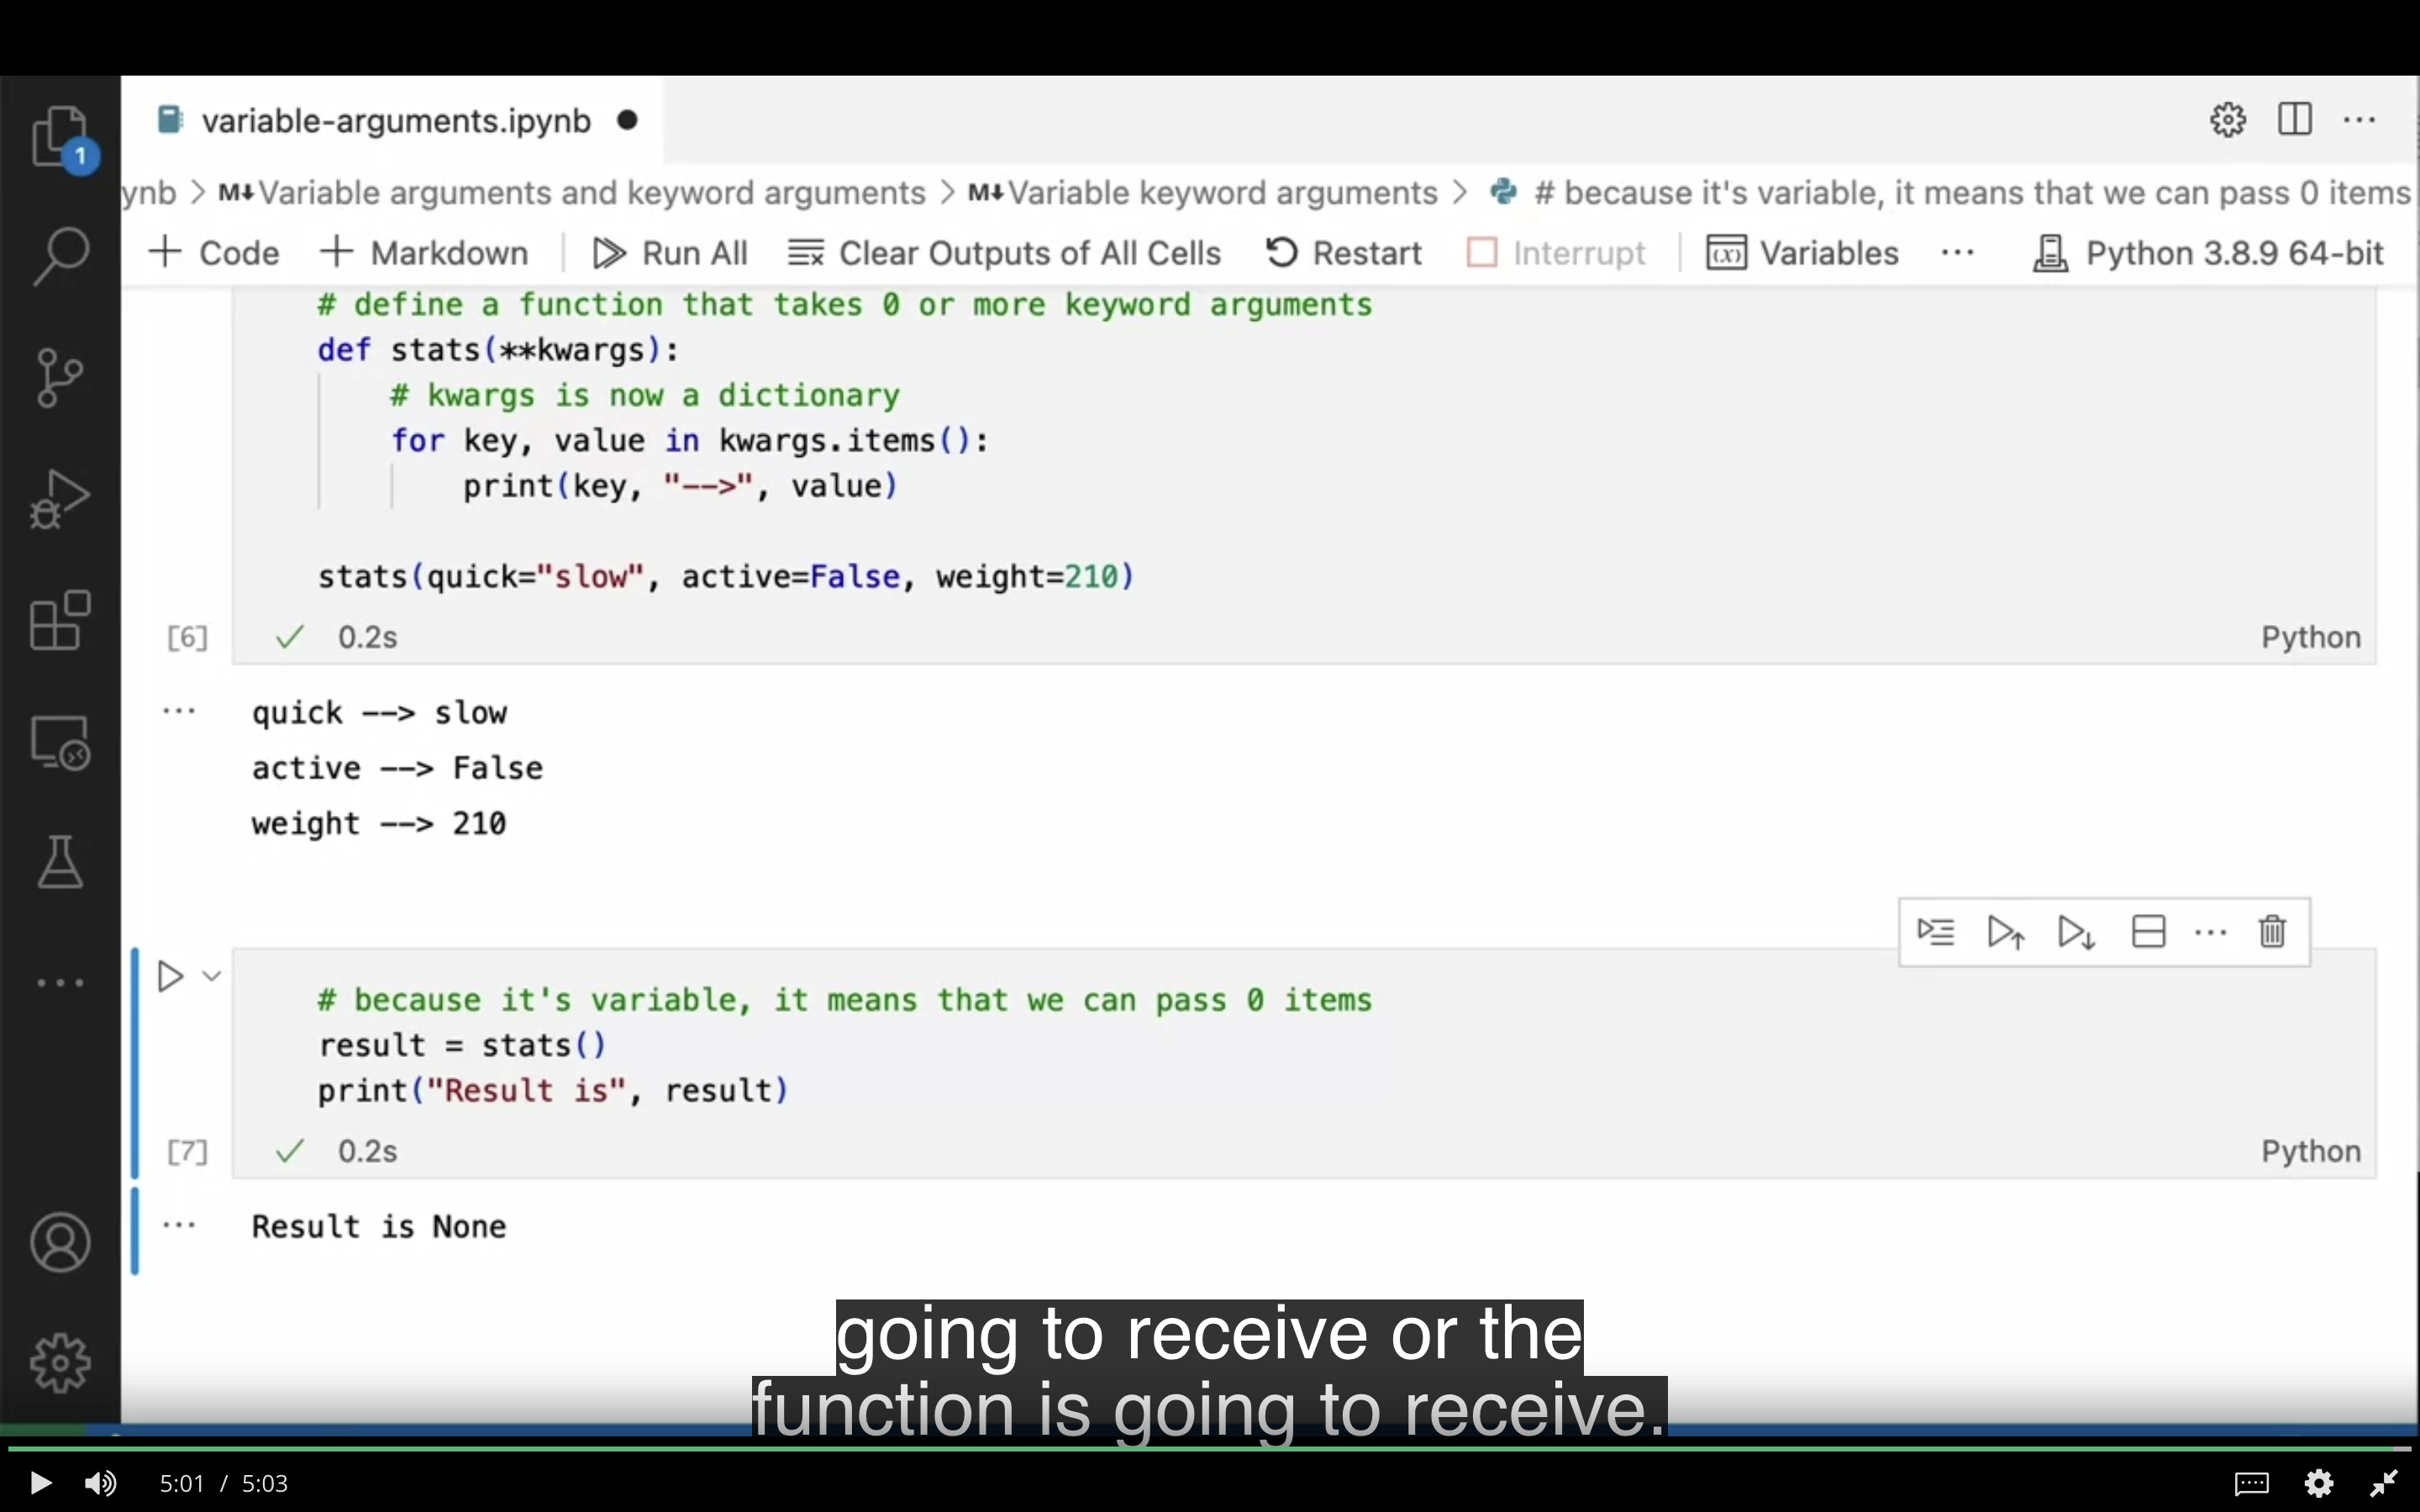 variable-arguments.ipynb
1
ynb > M↓ Variable arguments and keyword arguments > M↓ Variable keyword arguments > # because it's variable, it means that we can pass 0 items
+ Code + Markdown Run All Clear Outputs of All Cells Restart Interrupt (x) Variables ... Python 3.8.9 64-bit
# define a function that takes 0 or more keyword arguments
def stats(**kwargs):
    # kwargs is now a dictionary
    for key, value in kwargs.items():
        print(key, "-->", value)
stats(quick="slow", active=False, weight=210)
[6] ✓ 0.2s Python
... quick --> slow
active --> False
weight --> 210
# because it's variable, it means that we can pass 0 items
result = stats()
print("Result is", result)
[7] ✓ 0.2s Python
... Result is None
going to receive or the
function is going to receive.
5:01 / 5:03